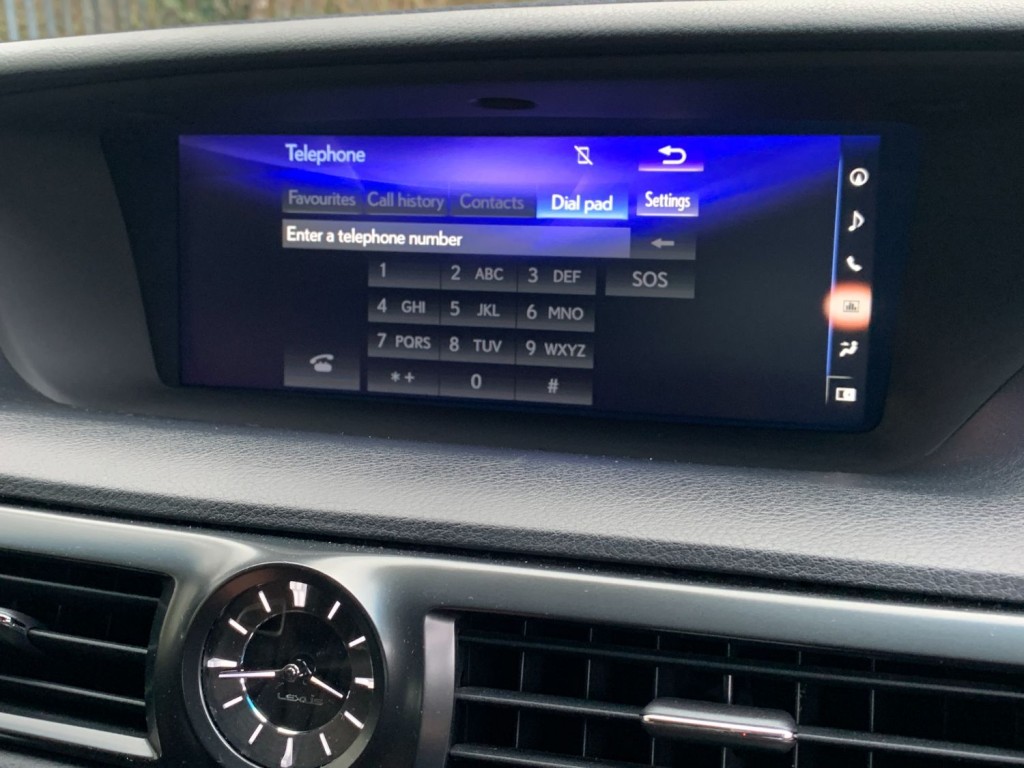 Telephone
Favourites Call history Contacts Dial pad Settings
Enter a telephone number
1 2 ABC 3 DEF SOS
4 GHI 5 JKL 6 MNO
7 PQRS 8 TUV 9 WXYZ
*+ 0 #
LEXUS